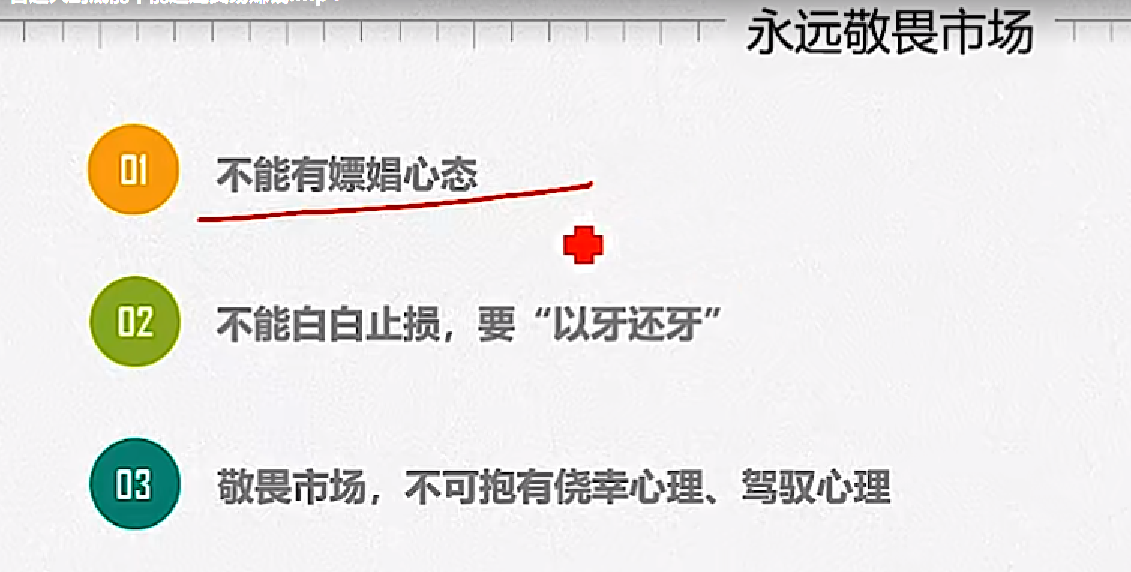 永远敬畏市场
01
不能有嫖娼心态
02
不能白白止损，要“以牙还牙”
03
敬畏市场，不可抱有侥幸心理、驾驭心理